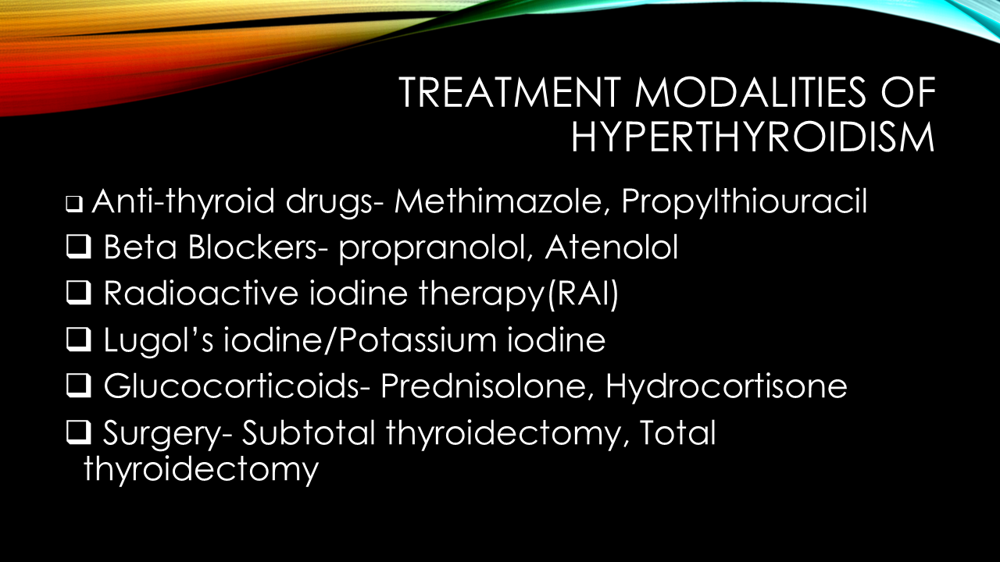 TREATMENT MODALITIES OF
HYPERTHYROIDISM
❑ Anti-thyroid drugs- Methimazole, Propylthiouracil
❑ Beta Blockers- propranolol, Atenolol
❑ Radioactive iodine therapy(RAI)
❑ Lugol’s iodine/Potassium iodine
❑ Glucocorticoids- Prednisolone, Hydrocortisone
❑ Surgery- Subtotal thyroidectomy, Total
thyroidectomy